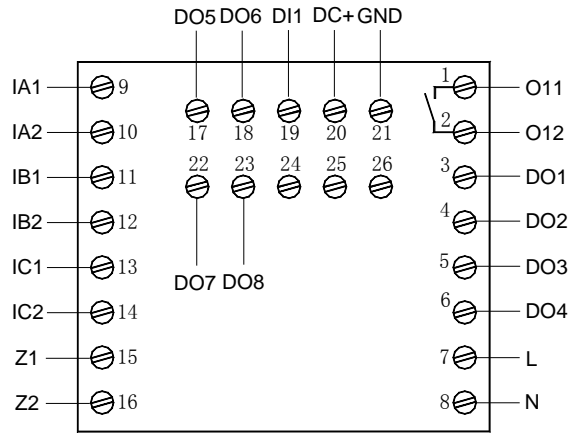 DO5 DO6 DI1 DC+ GND
IA1 9 1 O11
IA2 10 17 18 19 20 21 2 O12
IB1 11 22 23 24 25 26 3 DO1
IB2 12 4 DO2
IC1 13 DO7 DO8 5 DO3
IC2 14 6 DO4
Z1 15 7 L
Z2 16 8 N